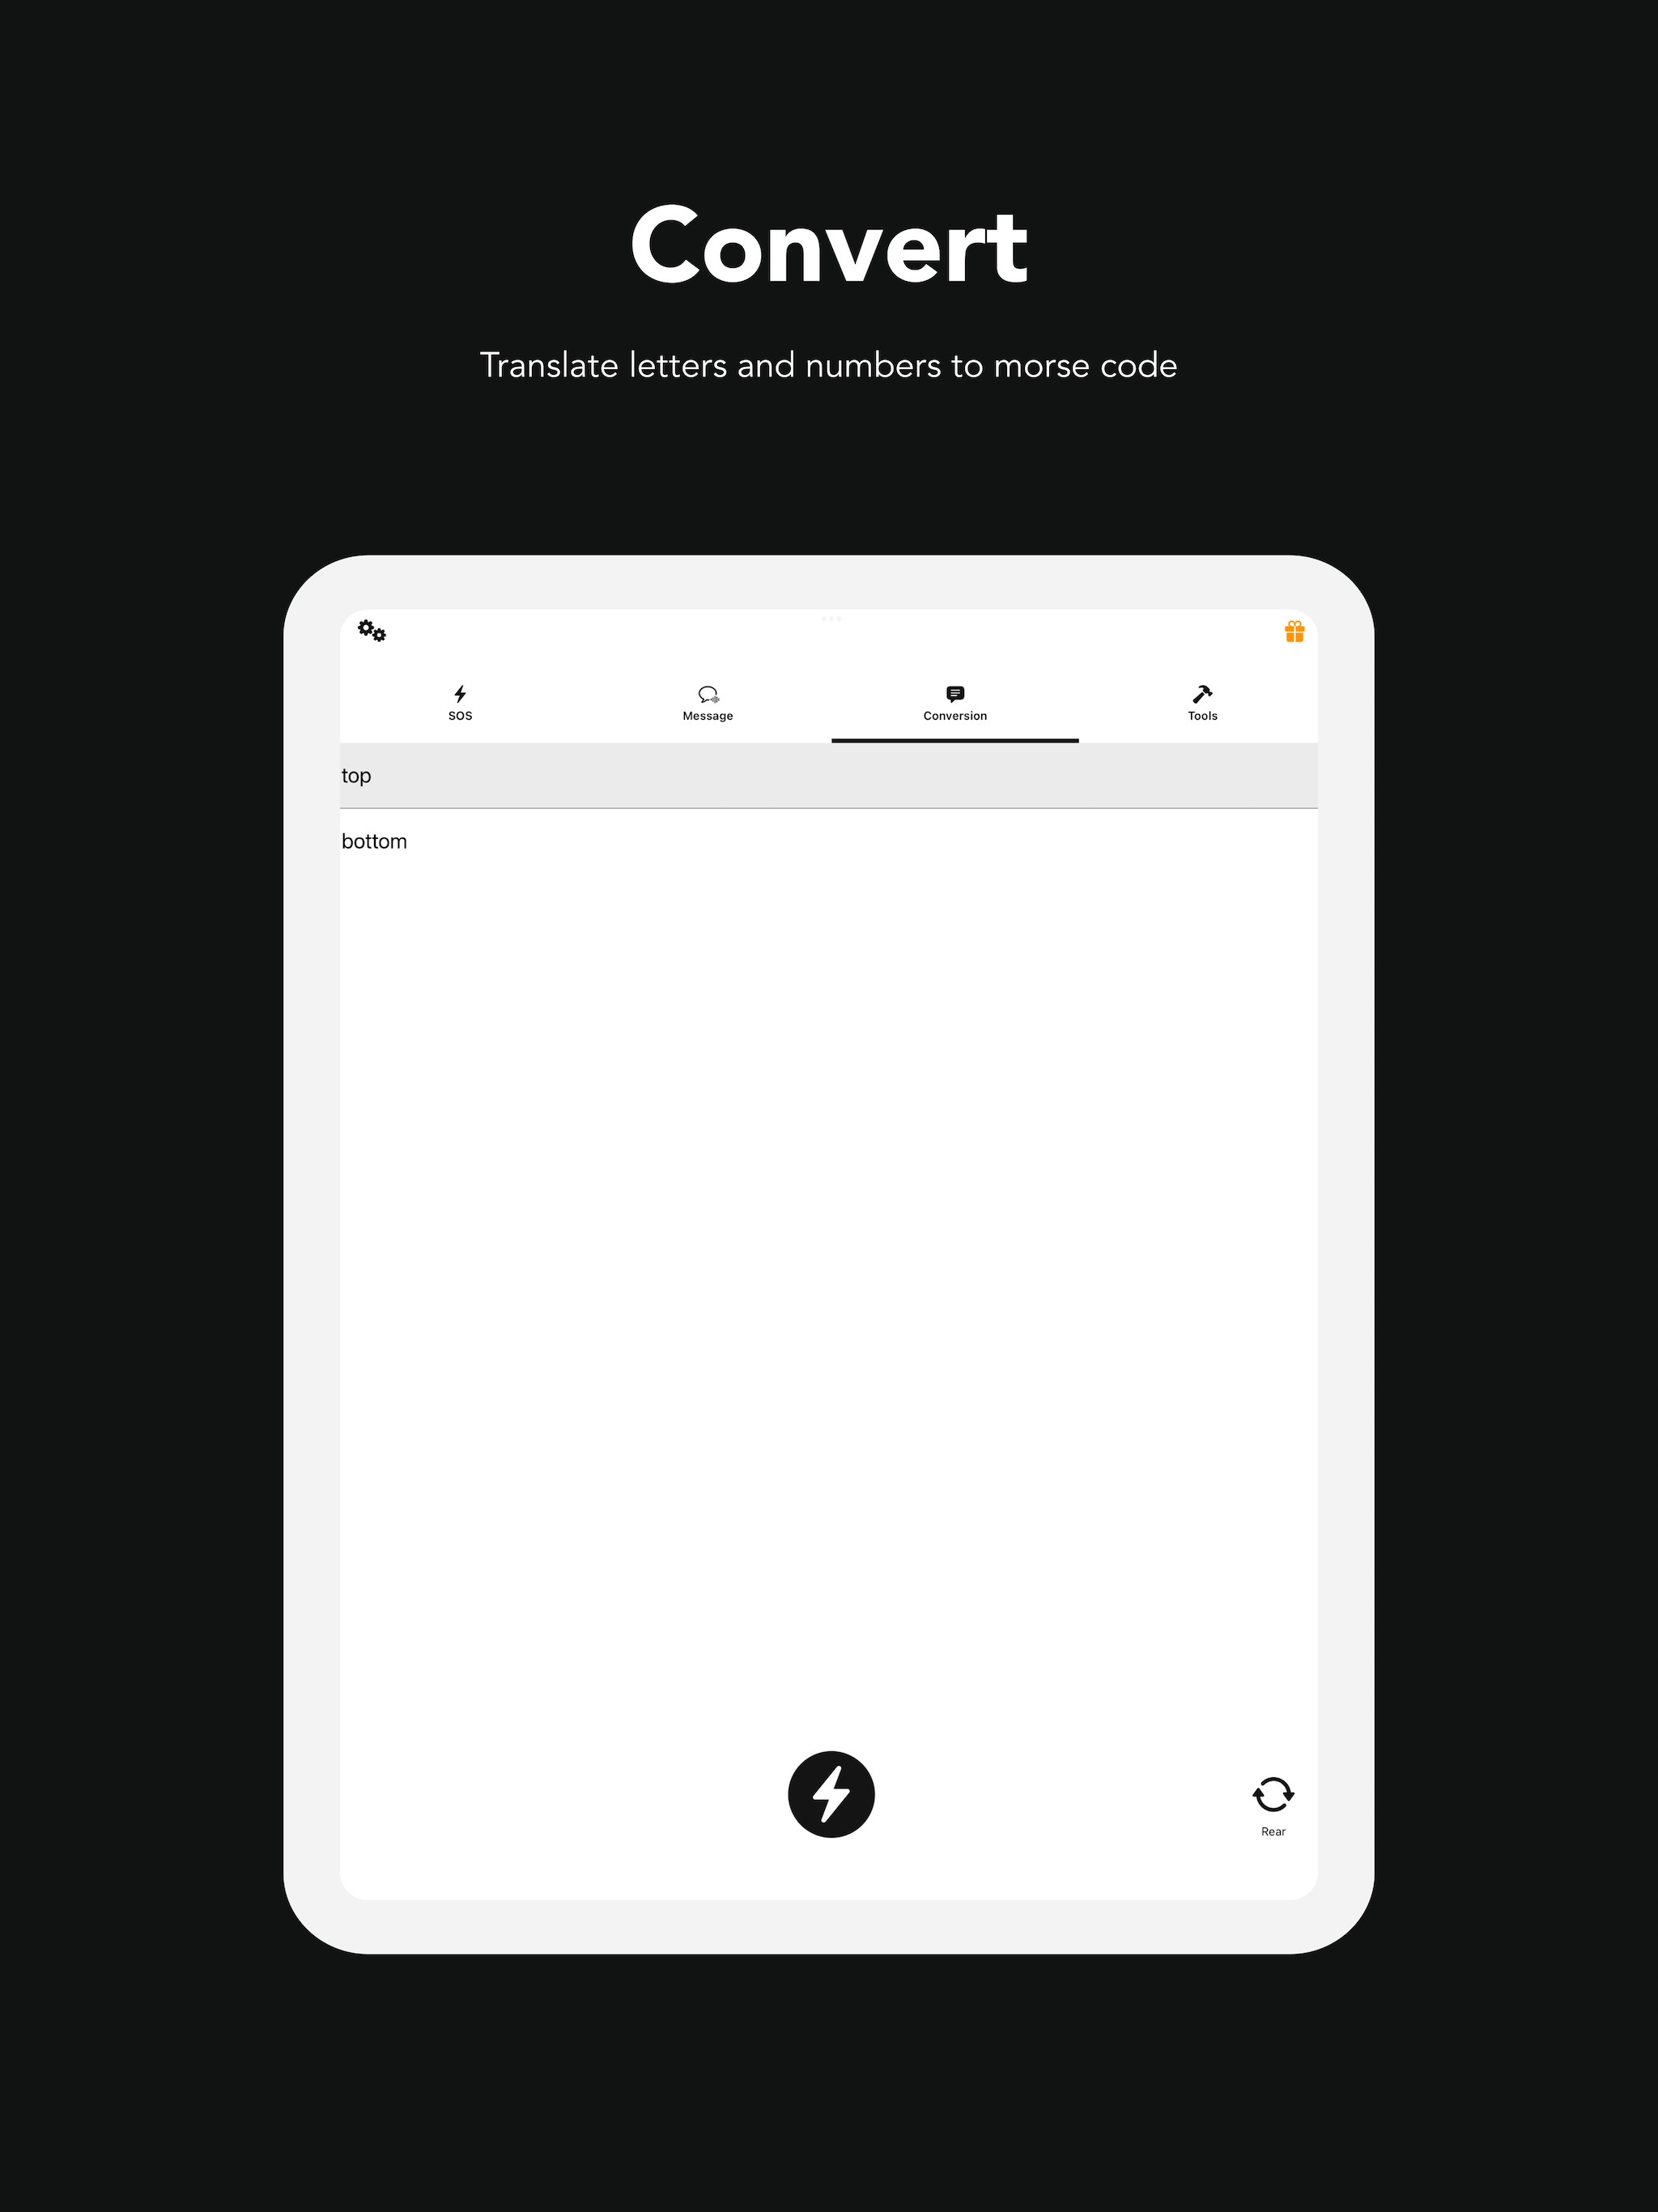 Convert
Translate letters and numbers to morse code
SOS
Message
Conversion
Tools
top
bottom
Rear